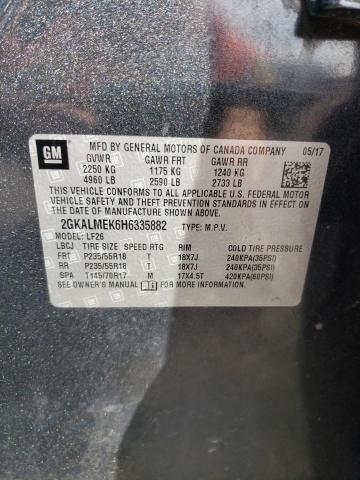 GM
MFD BY GENERAL MOTORS OF CANADA COMPANY 05/17
GVWR GAWR FRT GAWR RR
2250 KG 1175 KG 1240 KG
4960 LB 2590 LB 2733 LB
THIS VEHICLE CONFORMS TO ALL APPLICABLE U.S. FEDERAL MOTOR
VEHICLE SAFETY AND THEFT PREVENTION STANDARDS IN EFFECT ON
THE DATE OF MANUFACTURE SHOWN ABOVE.
2GKALMEK6H6335882 TYPE: M.P.V.
MODEL: LF26
LBCJ TIRE SIZE SPEED RTG RIM COLD TIRE PRESSURE
FRT P235/55R18 T 18X7J 240KPA(35PSI)
RR P235/55R18 T 18X7J 240KPA(35PSI)
SPA T145/70R17 M 17X4.5T 420KPA(60PSI)
SEE OWNER'S MANUAL FOR MORE INFORMATION.